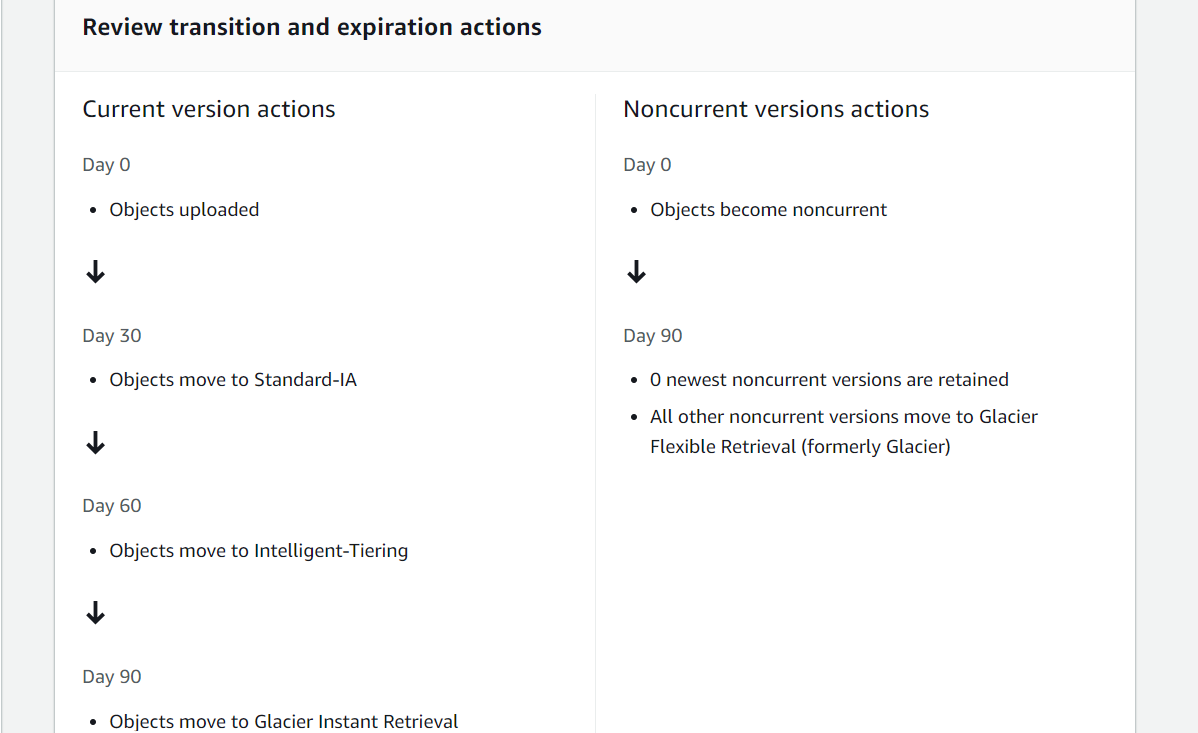 Review transition and expiration actions
Current version actions
Day 0
• Objects uploaded
↓
Day 30
• Objects move to Standard-IA
↓
Day 60
• Objects move to Intelligent-Tiering
↓
Day 90
• Objects move to Glacier Instant Retrieval
Noncurrent versions actions
Day 0
• Objects become noncurrent
↓
Day 90
• 0 newest noncurrent versions are retained
• All other noncurrent versions move to Glacier
Flexible Retrieval (formerly Glacier)